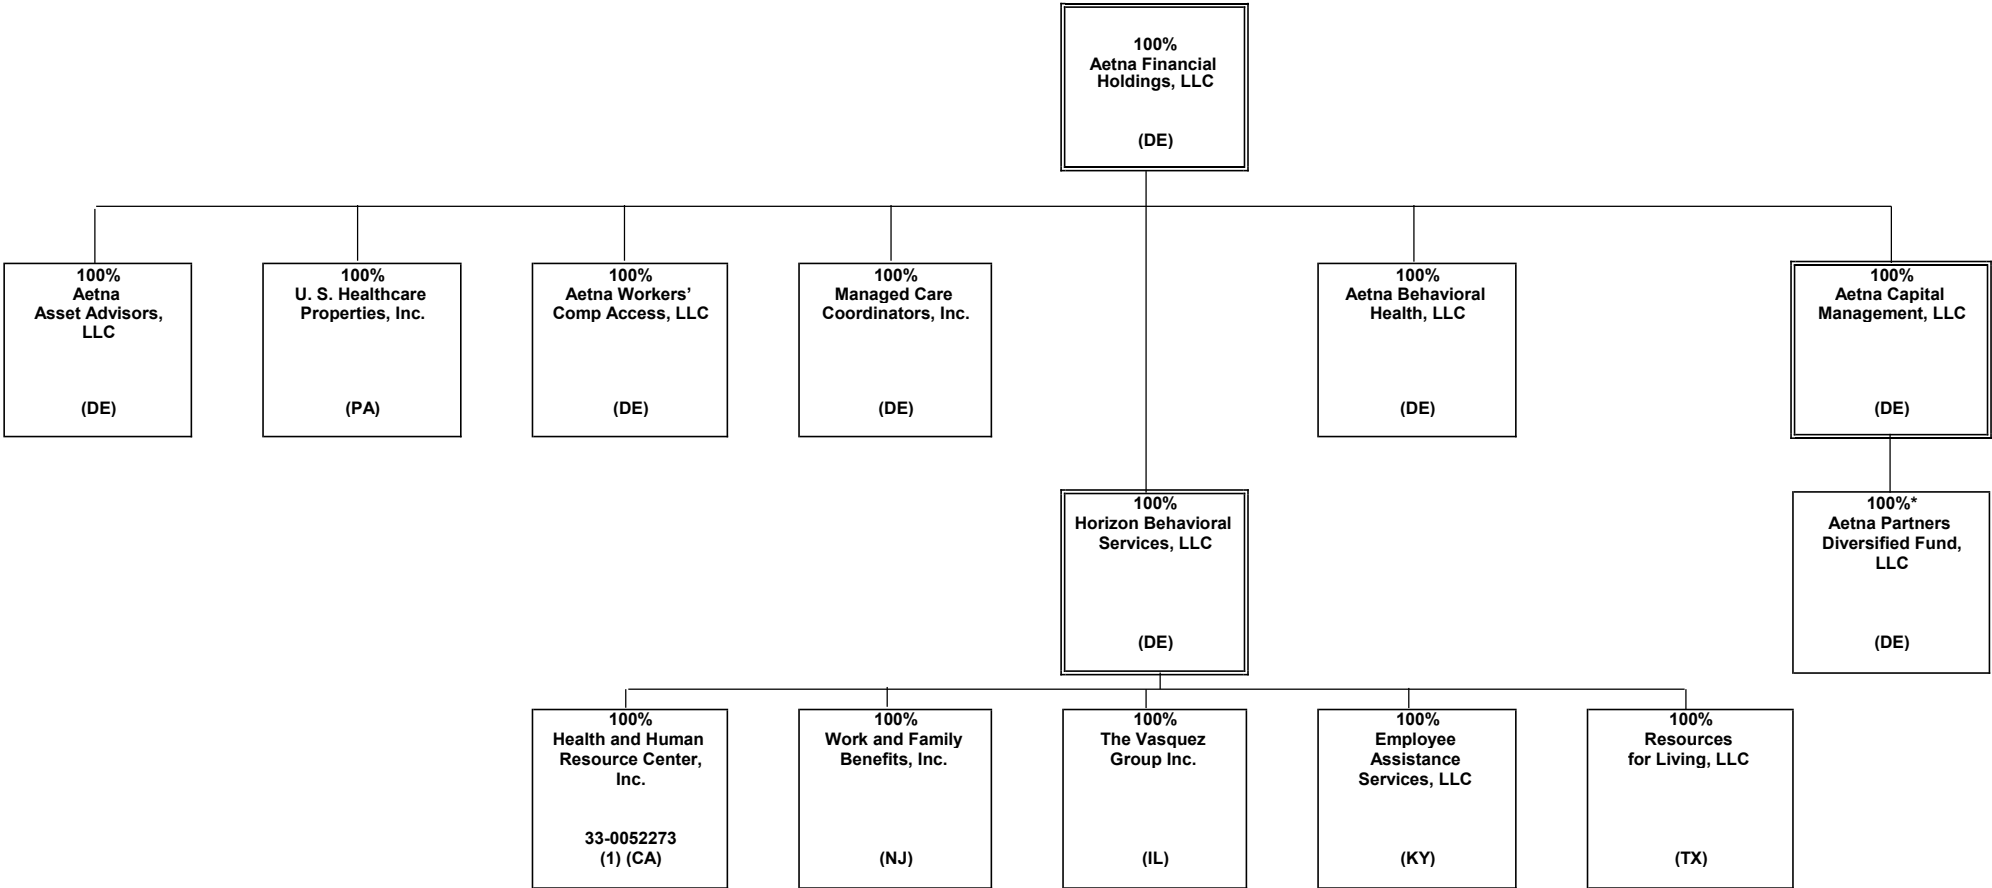 100%
Aetna Financial
Holdings, LLC
(DE)
100%
Aetna
Asset Advisors,
LLC
(DE)
100%
U. S. Healthcare
Properties, Inc.
(PA)
100%
Aetna Workers’
Comp Access, LLC
(DE)
100%
Managed Care
Coordinators, Inc.
(DE)
100%
Aetna Behavioral
Health, LLC
(DE)
100%
Aetna Capital
Management, LLC
(DE)
100%
Horizon Behavioral
Services, LLC
(DE)
100%*
Aetna Partners
Diversified Fund,
LLC
(DE)
100%
Health and Human
Resource Center,
Inc.
33-0052273
(1) (CA)
100%
Work and Family
Benefits, Inc.
(NJ)
100%
The Vasquez
Group Inc.
(IL)
100%
Employee
Assistance
Services, LLC
(KY)
100%
Resources
for Living, LLC
(TX)